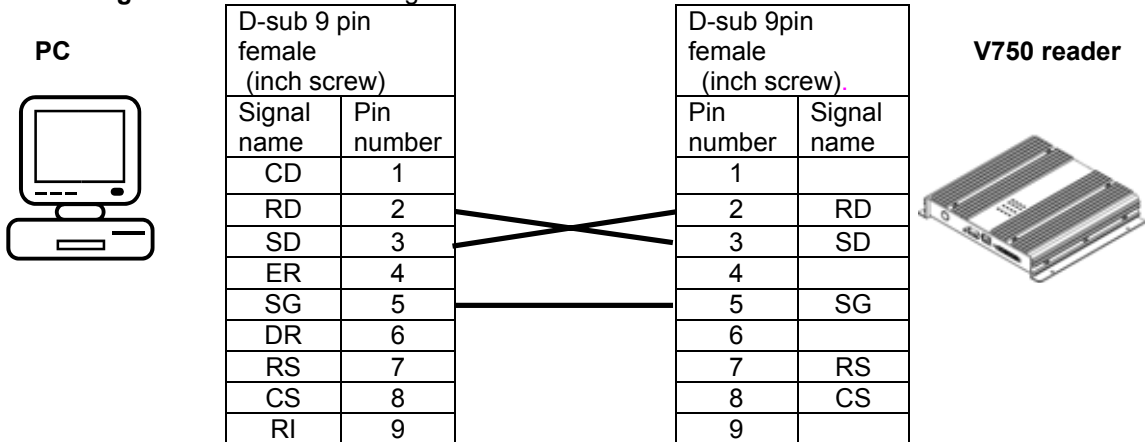 D-sub 9 pin
female
(inch screw)
D-sub 9pin
female
(inch screw).
PC
V750 reader
Signal name Pin number
Pin number Signal name
CD 1 1
RD 2 2 RD
SD 3 3 SD
ER 4 4
SG 5 5 SG
DR 6 6
RS 7 7 RS
CS 8 8 CS
RI 9 9